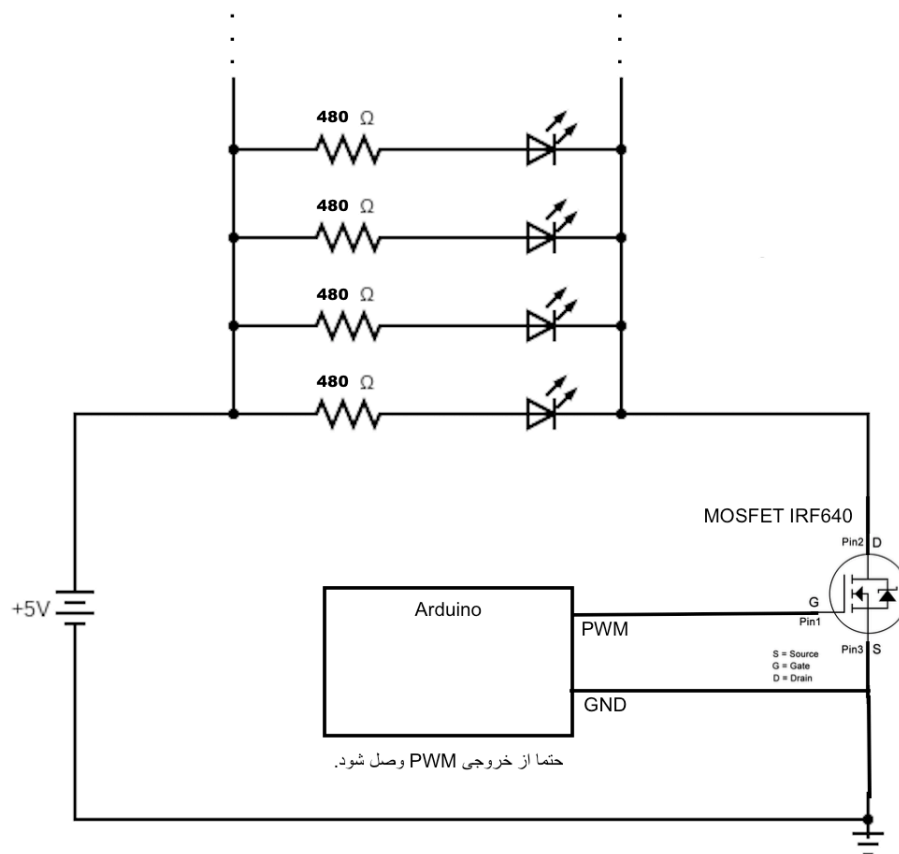 480 Ω
480 Ω
480 Ω
480 Ω
MOSFET IRF640
Pin2 D
+5V
Arduino
PWM
G
Pin1
Pin3 S
S = Source
G = Gate
D = Drain
GND
حتما از خروجی PWM وصل شود.